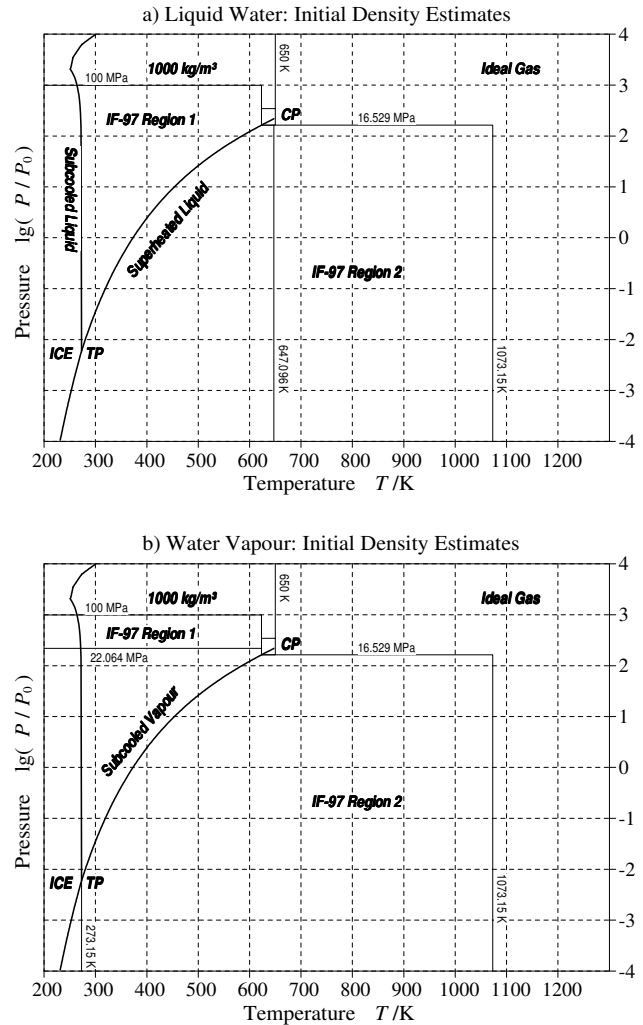 a) Liquid Water: Initial Density Estimates
4
3
2
1
0
-1
-2
-3
-4
200 300 400 500 600 700 800 900 1000 1100 1200
Temperature T /K
Pressure lg( P / P0)
1000 kg/m³
650 K
Ideal Gas
100 MPa
IF-97 Region 1
CP
16.529 MPa
Subcooled Liquid
Superheated Liquid
IF-97 Region 2
ICE TP
647.096 K
1073.15 K
b) Water Vapour: Initial Density Estimates
4
3
2
1
0
-1
-2
-3
-4
200 300 400 500 600 700 800 900 1000 1100 1200
Temperature T /K
Pressure lg( P / P0)
1000 kg/m³
650 K
Ideal Gas
100 MPa
IF-97 Region 1
CP
16.529 MPa
22.064 MPa
Subcooled Vapour
IF-97 Region 2
ICE TP
273.15 K
1073.15 K